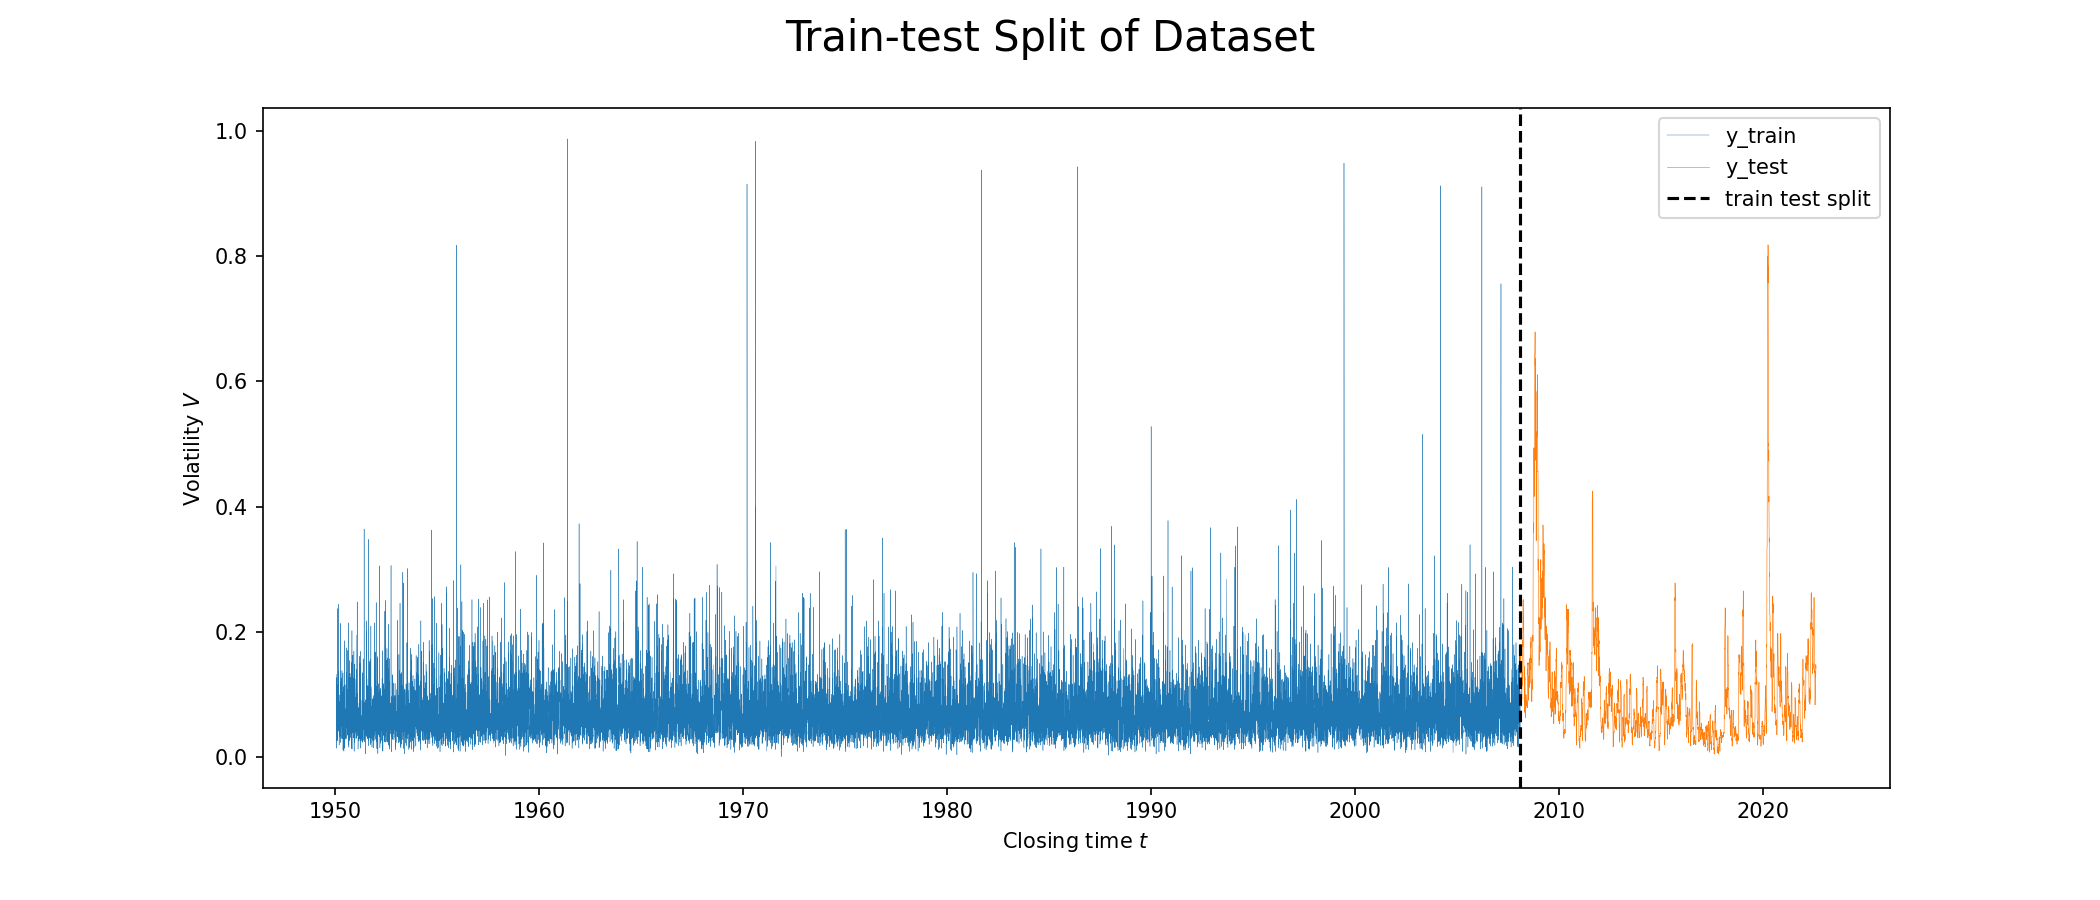 Train-test Split of Dataset
1.0
0.8
0.6
0.4
0.2
0.0
Volatility V
y_train
y_test
train test split
1950 1960 1970 1980 1990 2000 2010 2020
Closing time t